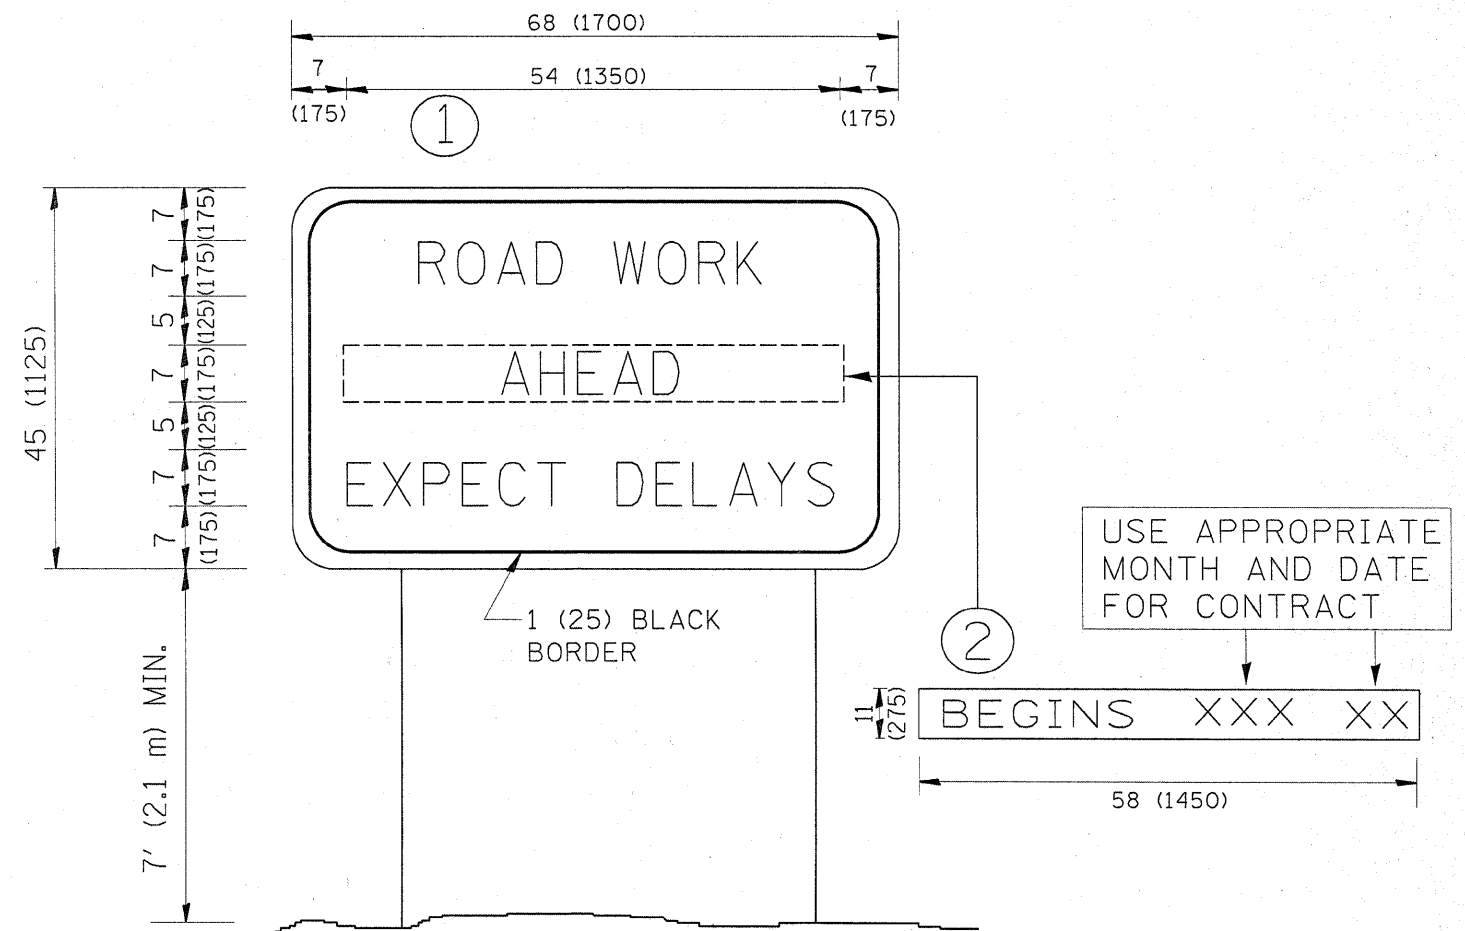 68 (1700)
7 54 (1350) 7
(175) (175)
1
45 (1125)
7 (175)
7 (175)
5 (125)
7 (175)
5 (125)
7 (175)
7 (175)
ROAD WORK
AHEAD
EXPECT DELAYS
1 (25) BLACK
BORDER
7' (2.1 m) MIN.
2
USE APPROPRIATE
MONTH AND DATE
FOR CONTRACT
11
(275)
BEGINS XXX XX
58 (1450)